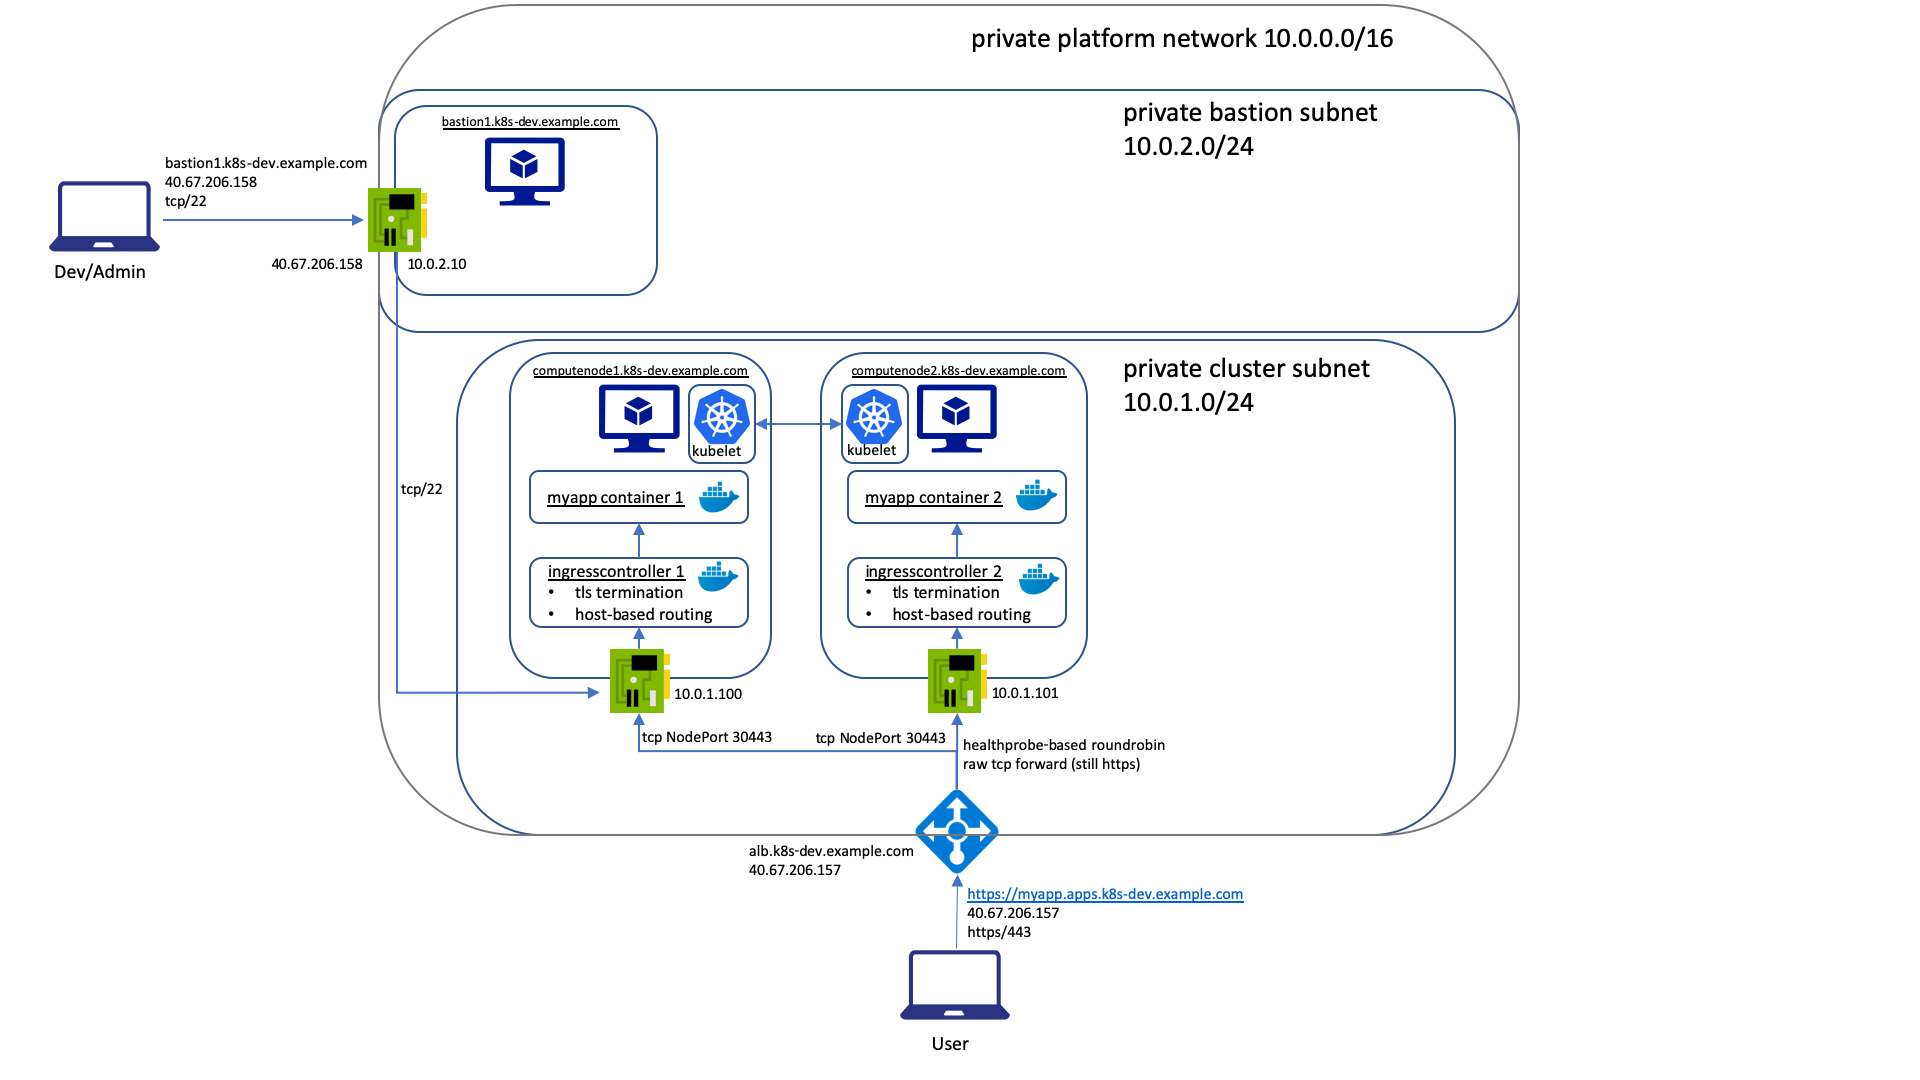 private platform network 10.0.0.0/16
private bastion subnet
10.0.2.0/24
bastion1.k8s-dev.example.com
bastion1.k8s-dev.example.com
40.67.206.158
tcp/22
Dev/Admin
40.67.206.158
10.0.2.10
private cluster subnet
10.0.1.0/24
computenode1.k8s-dev.example.com
computenode2.k8s-dev.example.com
kubelet
kubelet
tcp/22
myapp container 1
myapp container 2
ingresscontroller 1
• tls termination
• host-based routing
ingresscontroller 2
• tls termination
• host-based routing
10.0.1.100
10.0.1.101
tcp NodePort 30443
tcp NodePort 30443
healthprobe-based roundrobin
raw tcp forward (still https)
alb.k8s-dev.example.com
40.67.206.157
https://myapp.apps.k8s-dev.example.com
40.67.206.157
https/443
User